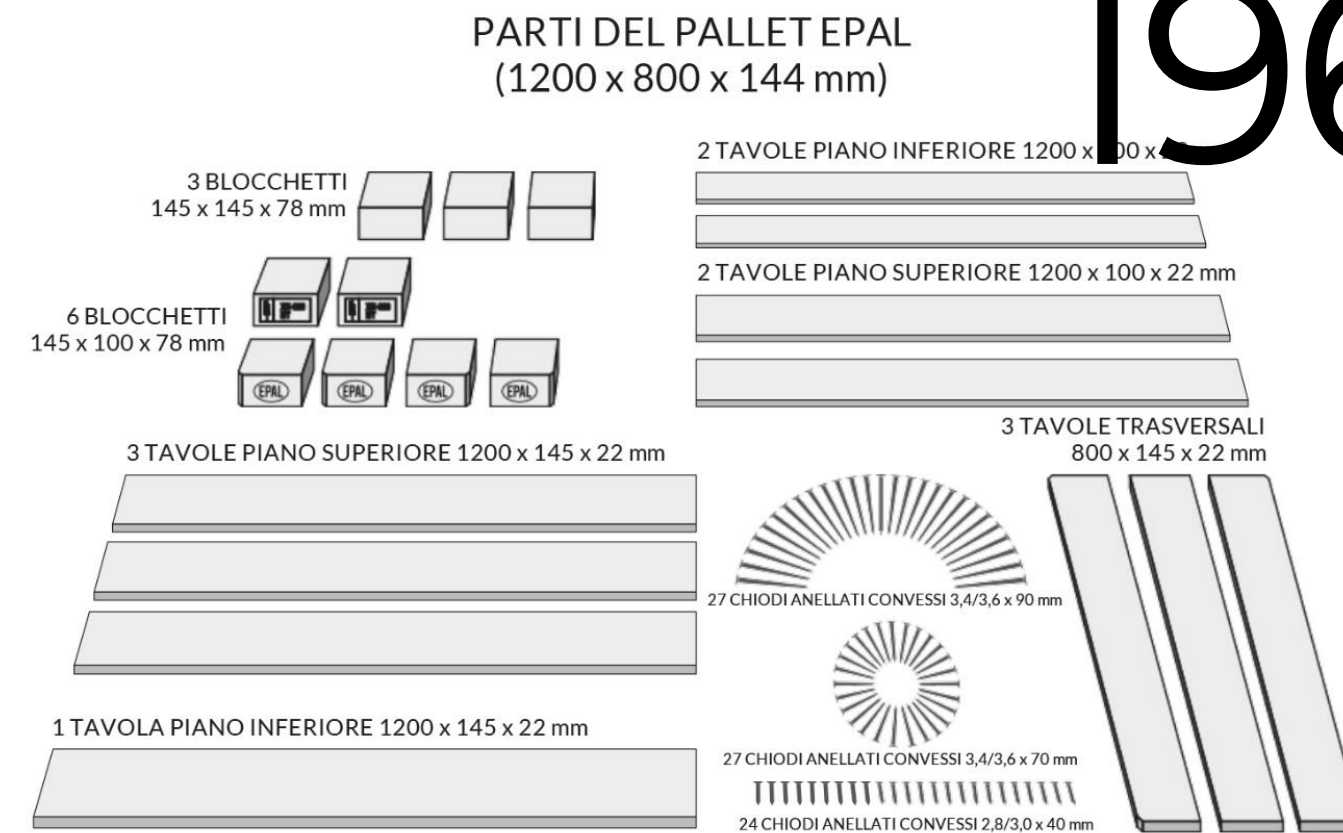 PARTI DEL PALLET EPAL
(1200 x 800 x 144 mm)
196
2 TAVOLE PIANO INFERIORE 1200 x
3 BLOCCHETTI
145 x 145 x 78 mm
2 TAVOLE PIANO SUPERIORE 1200 x 100 x 22 mm
6 BLOCCHETTI
145 x 100 x 78 mm
EPAL EPAL EPAL EPAL
3 TAVOLE TRASVERSALI
800 x 145 x 22 mm
3 TAVOLE PIANO SUPERIORE 1200 x 145 x 22 mm
27 CHIODI ANELLATI CONVESSI 3,4/3,6 x 90 mm
1 TAVOLA PIANO INFERIORE 1200 x 145 x 22 mm
27 CHIODI ANELLATI CONVESSI 3,4/3,6 x 70 mm
24 CHIODI ANELLATI CONVESSI 2,8/3,0 x 40 mm